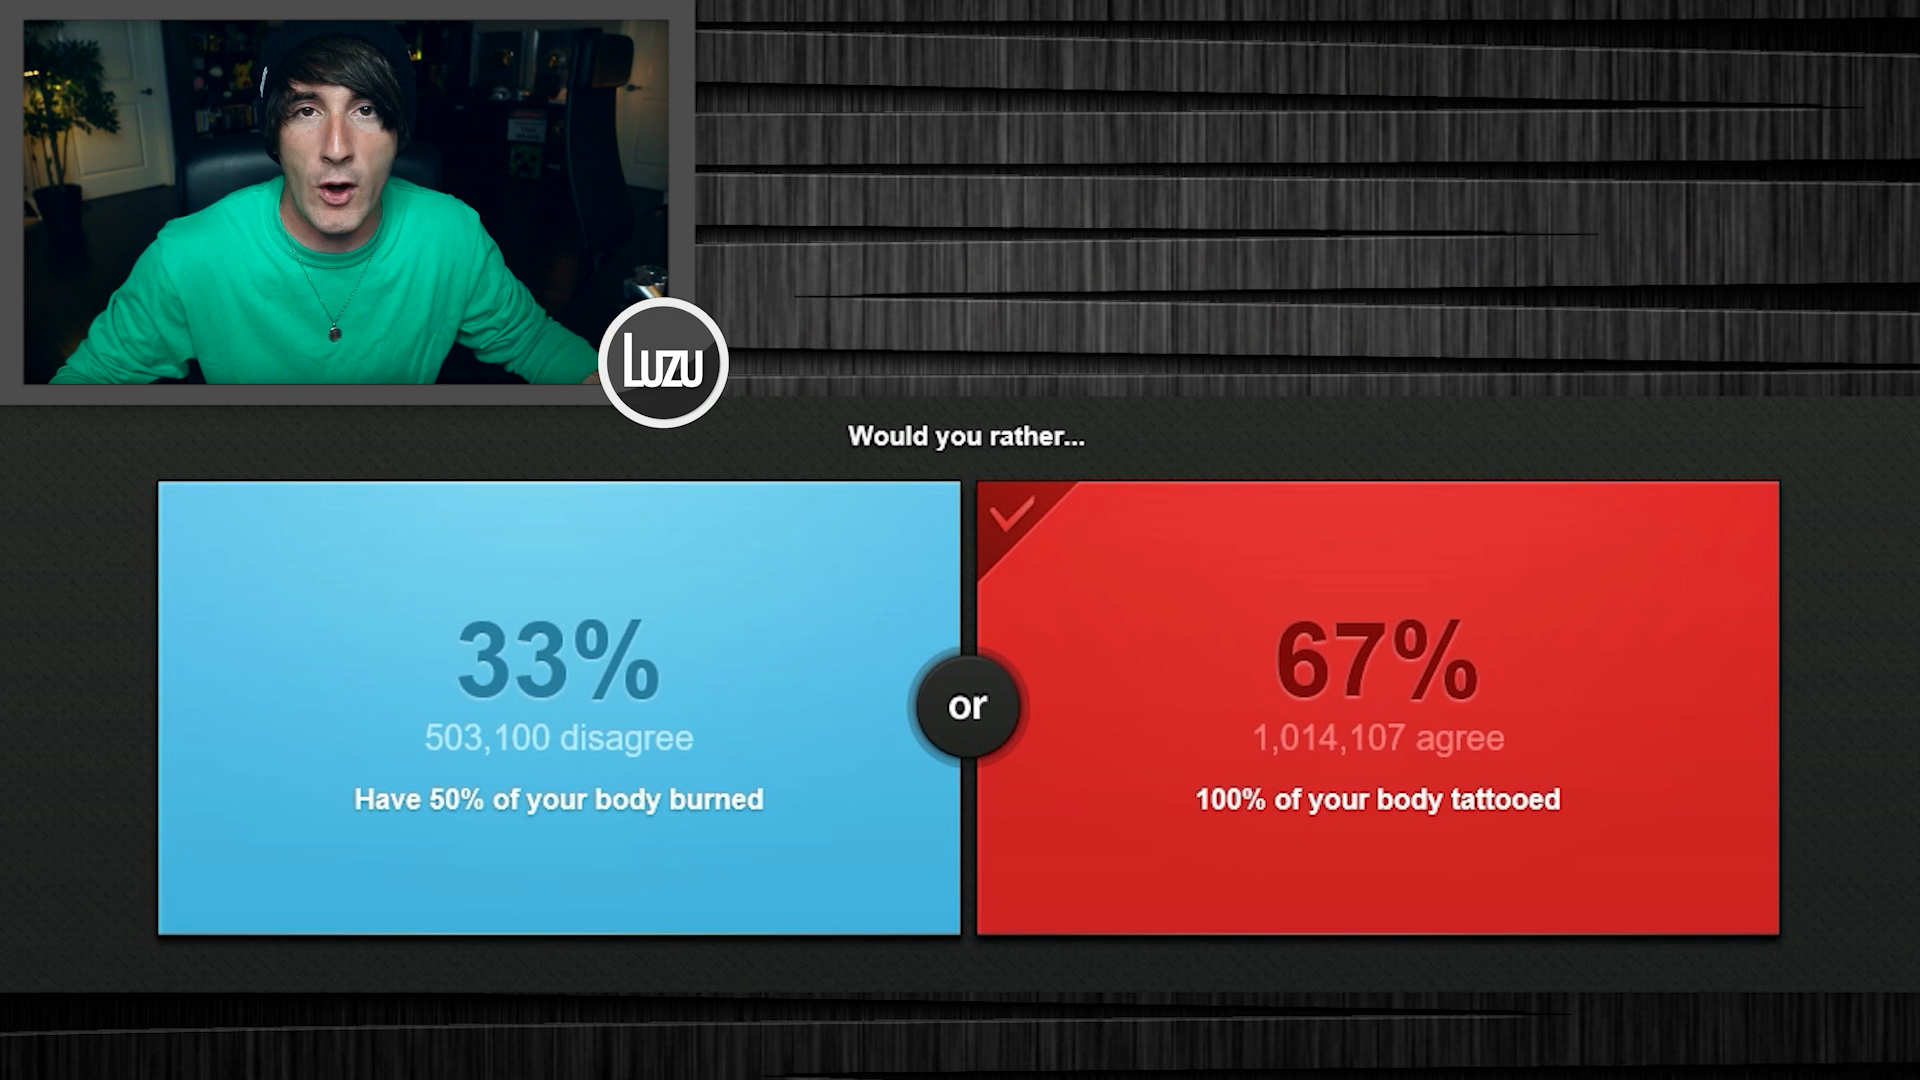 Luzu
Would you rather...
33%
503,100 disagree
Have 50% of your body burned
or
67%
1,014,107 agree
100% of your body tattooed